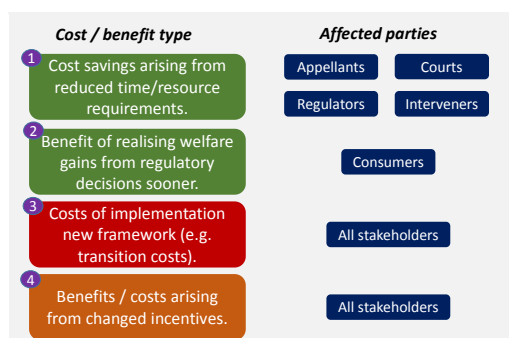 Cost / benefit type
Affected parties
1
Cost savings arising from
reduced time/resource
requirements.
Appellants
Courts
Regulators
Interveners
2
Benefit of realising welfare
gains from regulatory
decisions sooner.
Consumers
3
Costs of implementation
new framework (e.g.
transition costs).
All stakeholders
4
Benefits / costs arising
from changed incentives.
All stakeholders